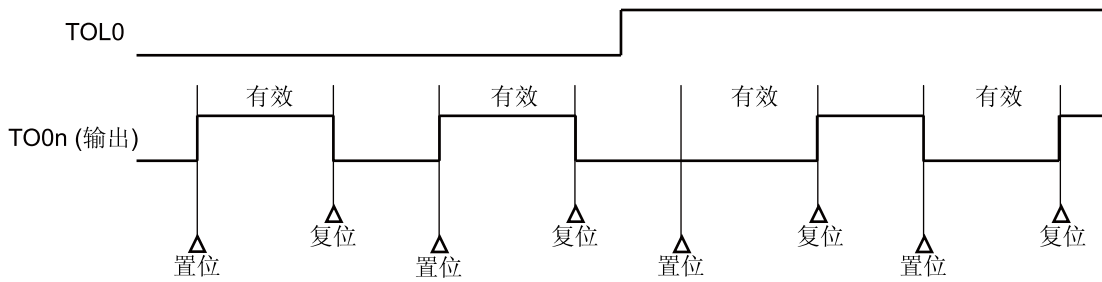 TOL0
有效 有效 有效 有效
TO0n (输出)
复位 复位 复位 复位
置位 置位 置位 置位